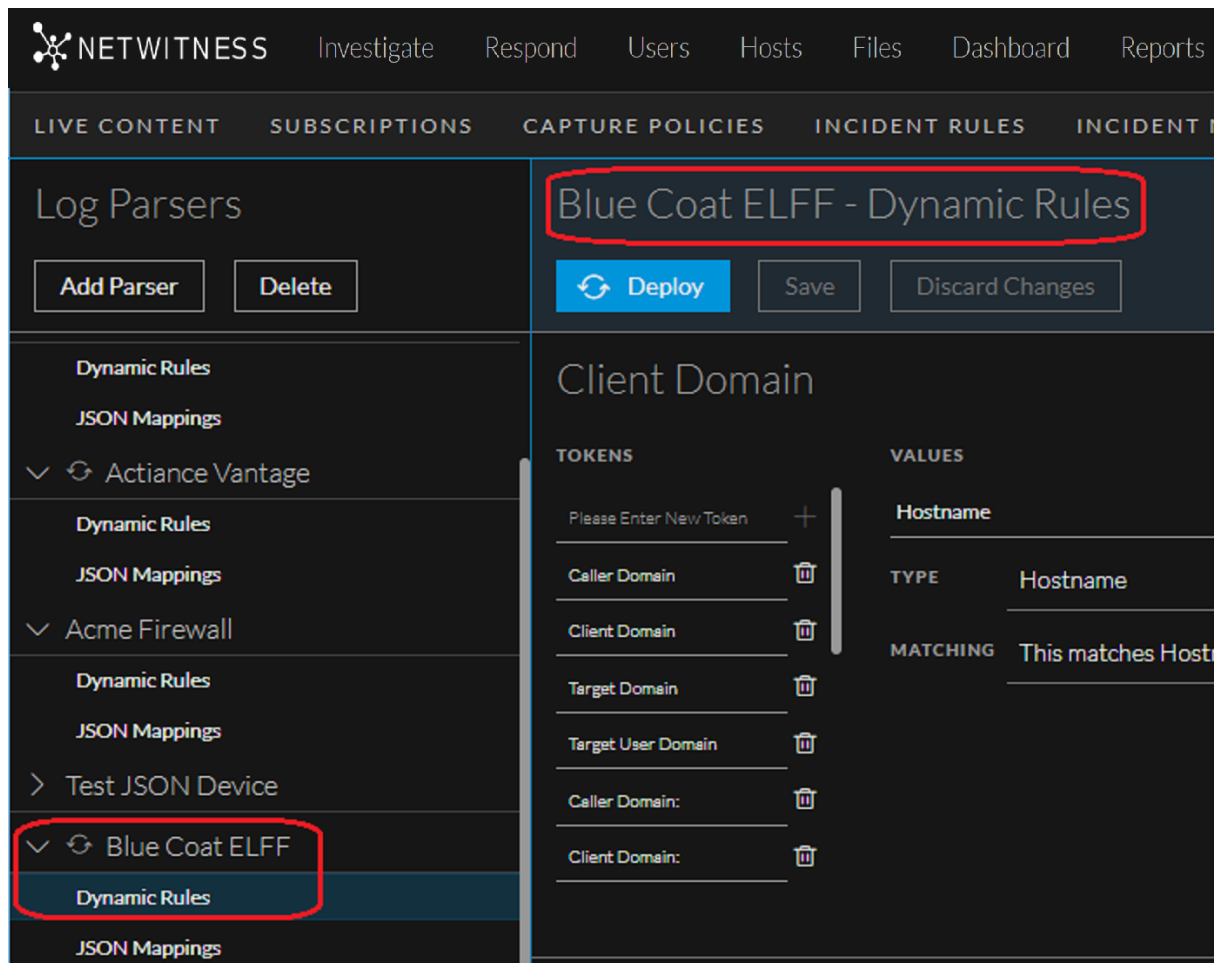 NETWITNESS Investigate Respond Users Hosts Files Dashboard Reports
LIVE CONTENT SUBSCRIPTIONS CAPTURE POLICIES INCIDENT RULES INCIDENT
Log Parsers
Add Parser Delete
Dynamic Rules
JSON Mappings
Actiance Vantage
Dynamic Rules
JSON Mappings
Acme Firewall
Dynamic Rules
JSON Mappings
Test JSON Device
Blue Coat ELFF
Dynamic Rules
JSON Mappings
Blue Coat ELFF - Dynamic Rules
Deploy Save Discard Changes
Client Domain
TOKENS
Please Enter New Token
Caller Domain
Client Domain
Target Domain
Target User Domain
Caller Domain:
Client Domain:
VALUES
Hostname
TYPE Hostname
MATCHING This matches